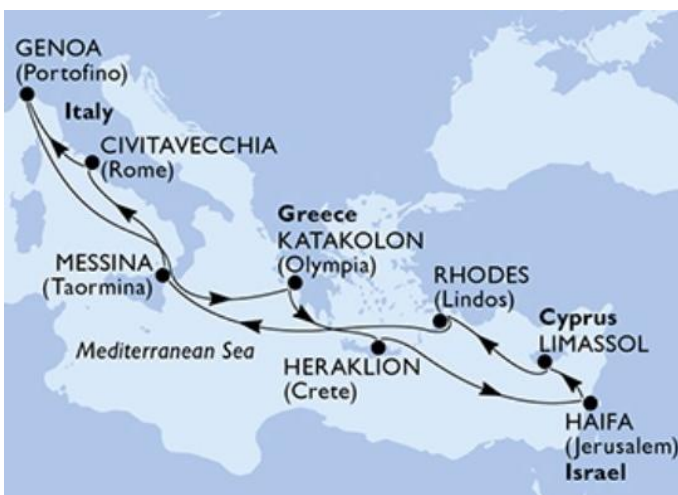 GENOA
(Portofino)
Italy
CIVITAVECCHIA
(Rome)
Greece
KATAKOLON
(Olympia)
MESSINA
(Taormina)
RHODES
(Lindos)
Cyprus
LIMASSOL
Mediterranean Sea
HERAKLION
(Crete)
HAIFA
(Jerusalem)
Israel